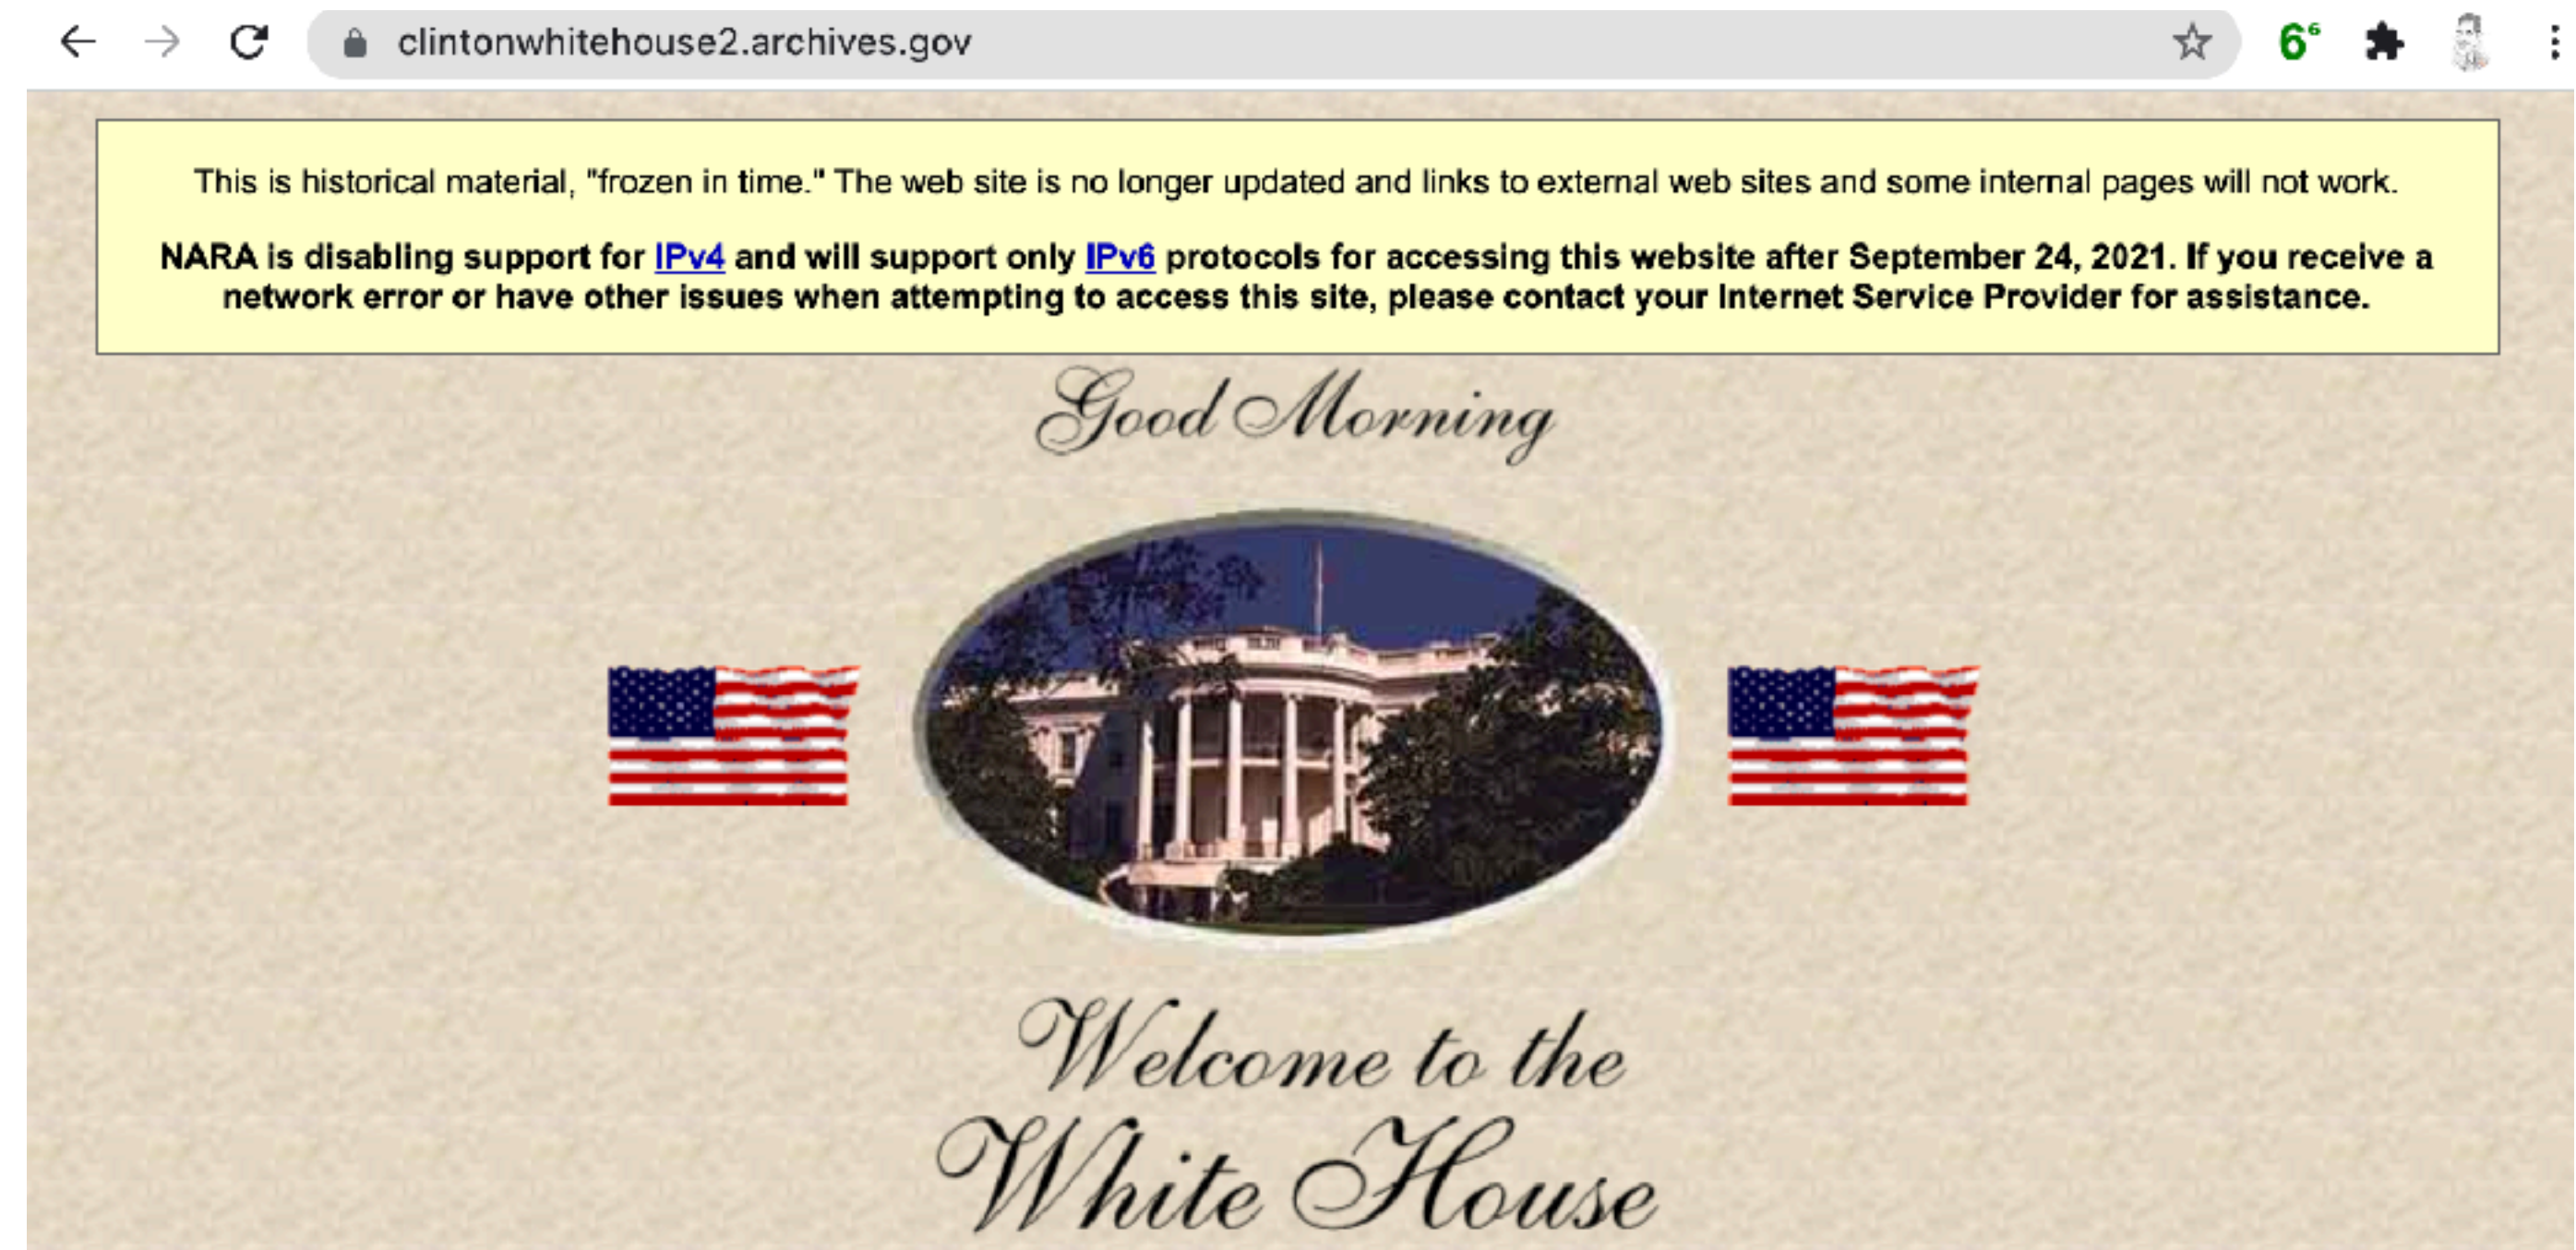 clintonwhitehouse2.archives.gov
6⁶
This is historical material, "frozen in time." The web site is no longer updated and links to external web sites and some internal pages will not work.
NARA is disabling support for IPv4 and will support only IPv6 protocols for accessing this website after September 24, 2021. If you receive a
network error or have other issues when attempting to access this site, please contact your Internet Service Provider for assistance.
Good Morning
Welcome to the
White House